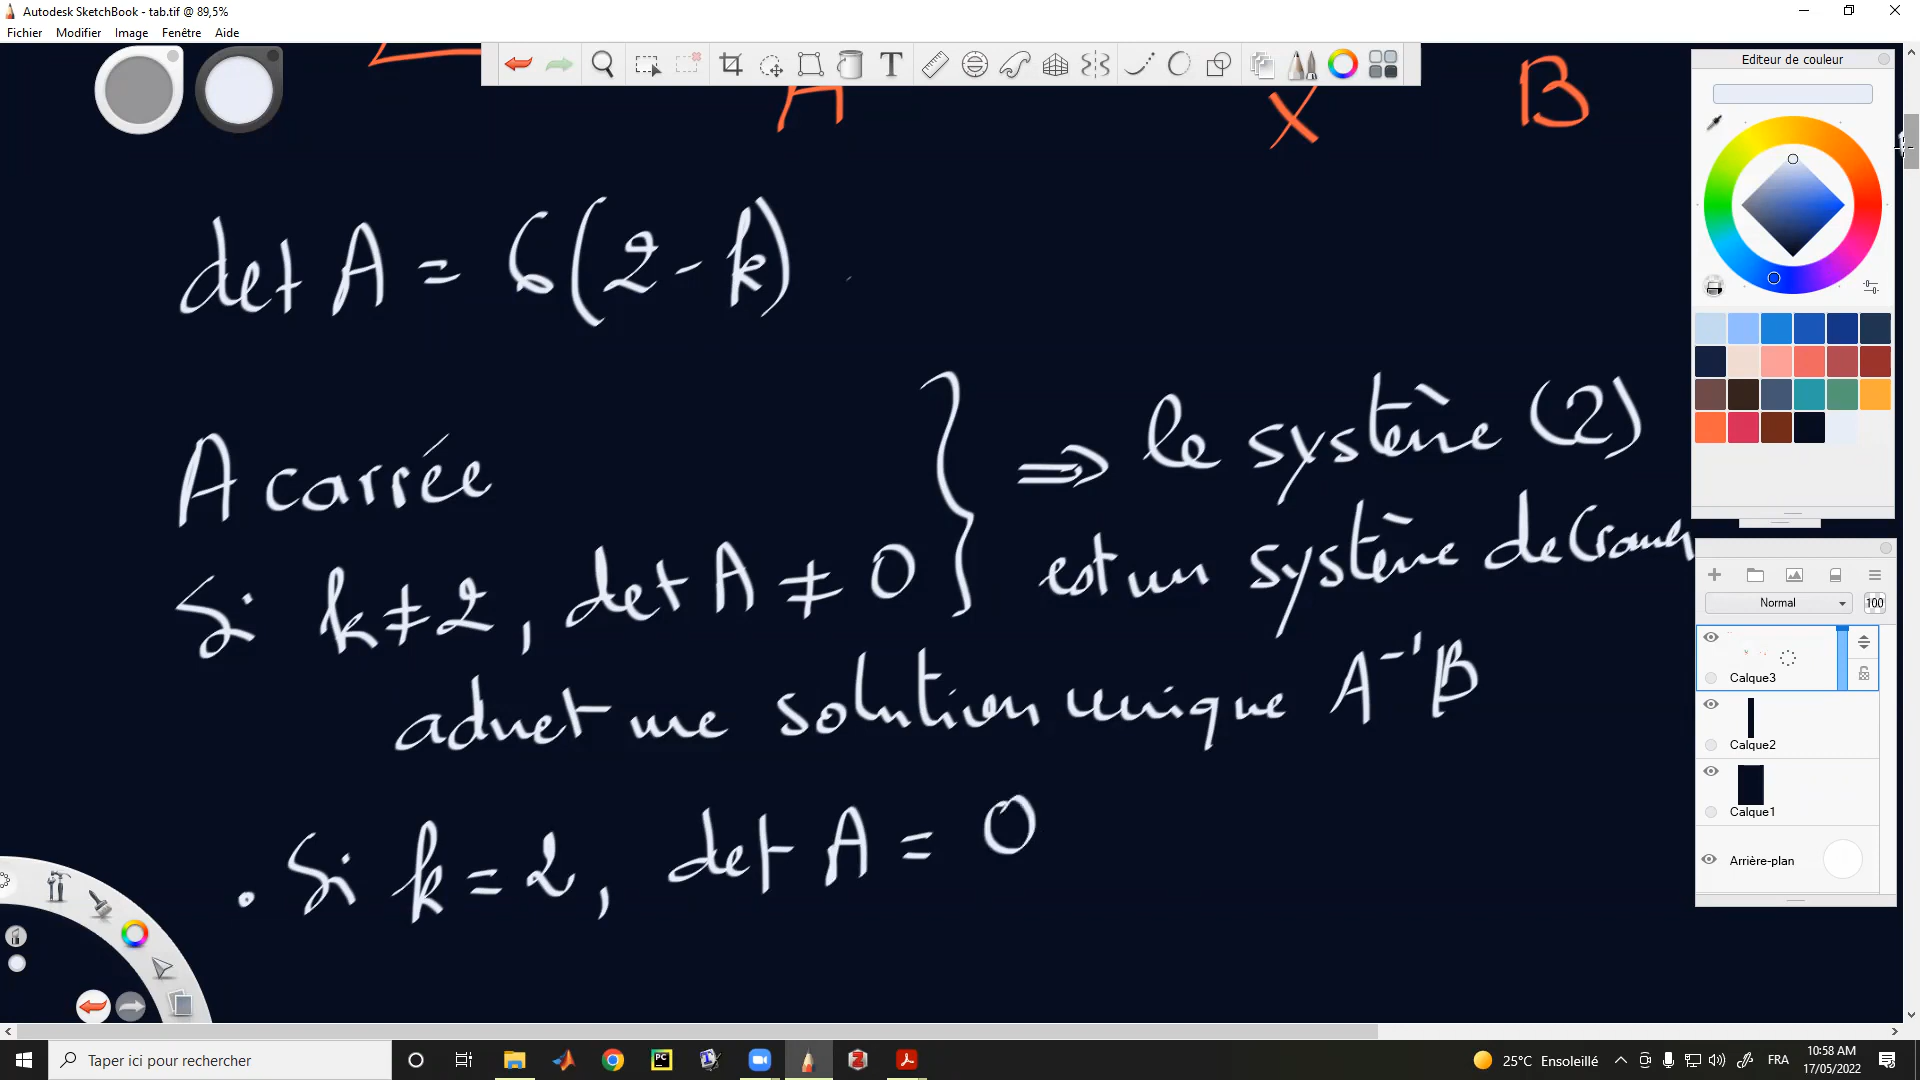 Autodesk SketchBook - tab.tif @ 89,5%
Fichier Modifier Image Fenêtre Aide
A X B
Editeur de couleur
det A = 6(2 - k)
A carrée
Si k ≠ 2, det A ≠ 0 } ⇒ le système (2)
est un système de Cramer
admet une solution unique A⁻¹B
. Si k = 2, det A = 0
Normal 100
Calque3
Calque2
Calque1
Arrière-plan
Taper ici pour rechercher
25°C Ensoleillé
FRA
10:58 AM
17/05/2022